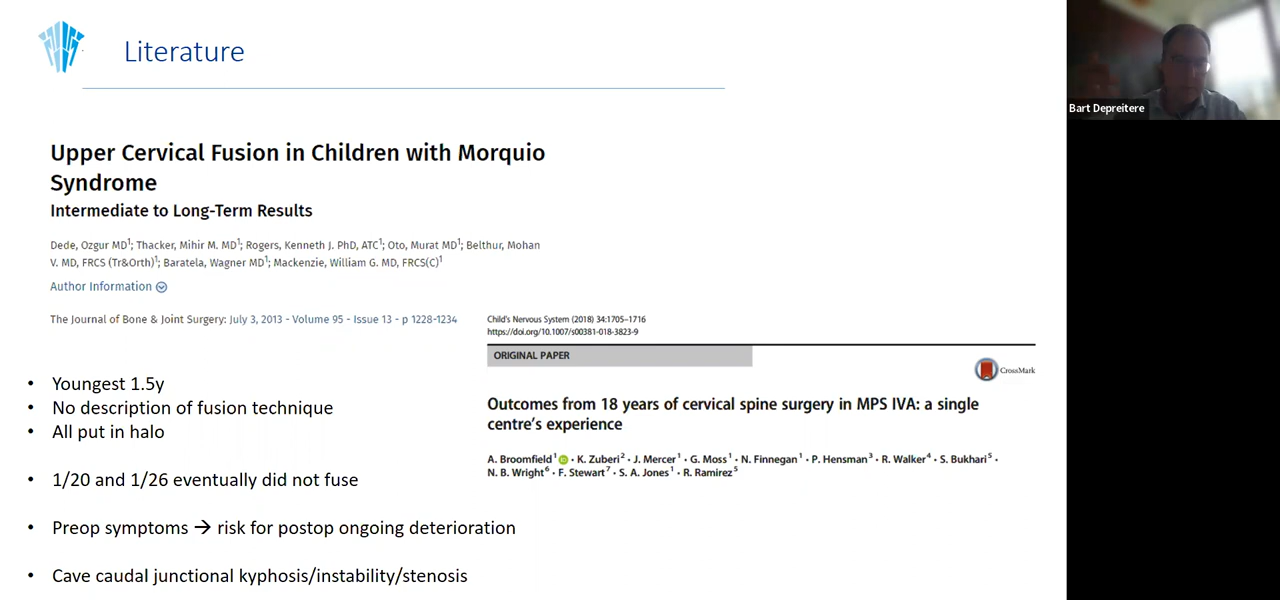 Literature
Upper Cervical Fusion in Children with Morquio
Syndrome
Intermediate to Long-Term Results
Dede, Ozgur MD1; Thacker, Mihir M. MD1; Rogers, Kenneth J. PhD, ATC1; Oto, Murat MD1; Belthur, Mohan
V. MD, FRCS (Tr&Orth)1; Baratela, Wagner MD1; Mackenzie, William G. MD, FRCS(C)1
Author Information
The Journal of Bone & Joint Surgery: July 3, 2013 - Volume 95 - Issue 13 - p 1228-1234
Child's Nervous System (2018) 34:1705–1716
https://doi.org/10.1007/s00381-018-3823-9
ORIGINAL PAPER
CrossMark
Outcomes from 18 years of cervical spine surgery in MPS IVA: a single
centre's experience
A. Broomfield1 · K. Zuberi2 · J. Mercer1 · G. Moss1 · N. Finnegan1 · P. Hensman3 · R. Walker4 · S. Bukhari5 ·
N. B. Wright6 · F. Stewart7 · S. A. Jones1 · R. Ramirez5
• Youngest 1.5y
• No description of fusion technique
• All put in halo
• 1/20 and 1/26 eventually did not fuse
• Preop symptoms → risk for postop ongoing deterioration
• Cave caudal junctional kyphosis/instability/stenosis
Bart Depreitere